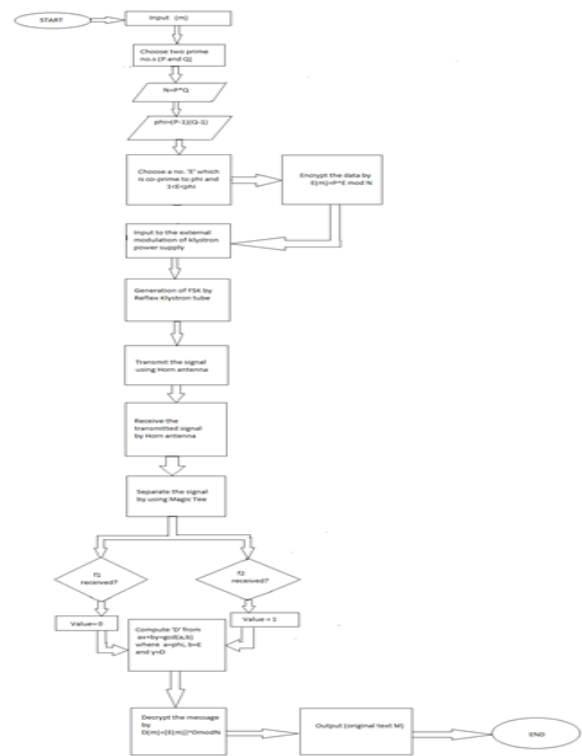 START
Input (m)
Choose two prime
no.s (P and Q)
N=P*Q
phi=(P-1)(Q-1)
Choose a no. 'E' which
is co-prime to phi and
1<E<phi
Encrypt the data by
E(m)=P^E mod N
Input to the external
modulation of Klystron
power supply
Generation of FSK by
Reflex Klystron tube
Transmit the signal
using Horn antenna
Receive the
transmitted signal
by Horn antenna
Separate the signal
by using Magic Tee
f1
received?
f2
received?
Value=0
Value = 1
Compute 'D' from
ax+by=gcd(a,b)
where a=phi, b=E
and y=D
Decrypt the message
by
D(m)=[E(m)]^DmodN
Output (original text M)
END